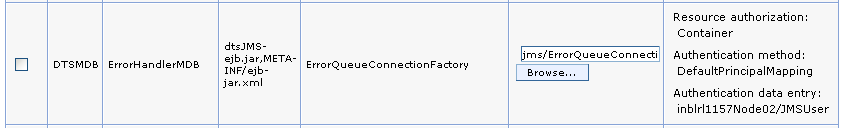 DTSMDB
ErrorHandlerMDB
dtsJMS-
ejb.jar,META-
INF/ejb-
jar.xml
ErrorQueueConnectionFactory
jms/ErrorQueueConnecti
Browse...
Resource authorization:
Container
Authentication method:
DefaultPrincipalMapping
Authentication data entry:
inblrl1157Node02/JMSUser